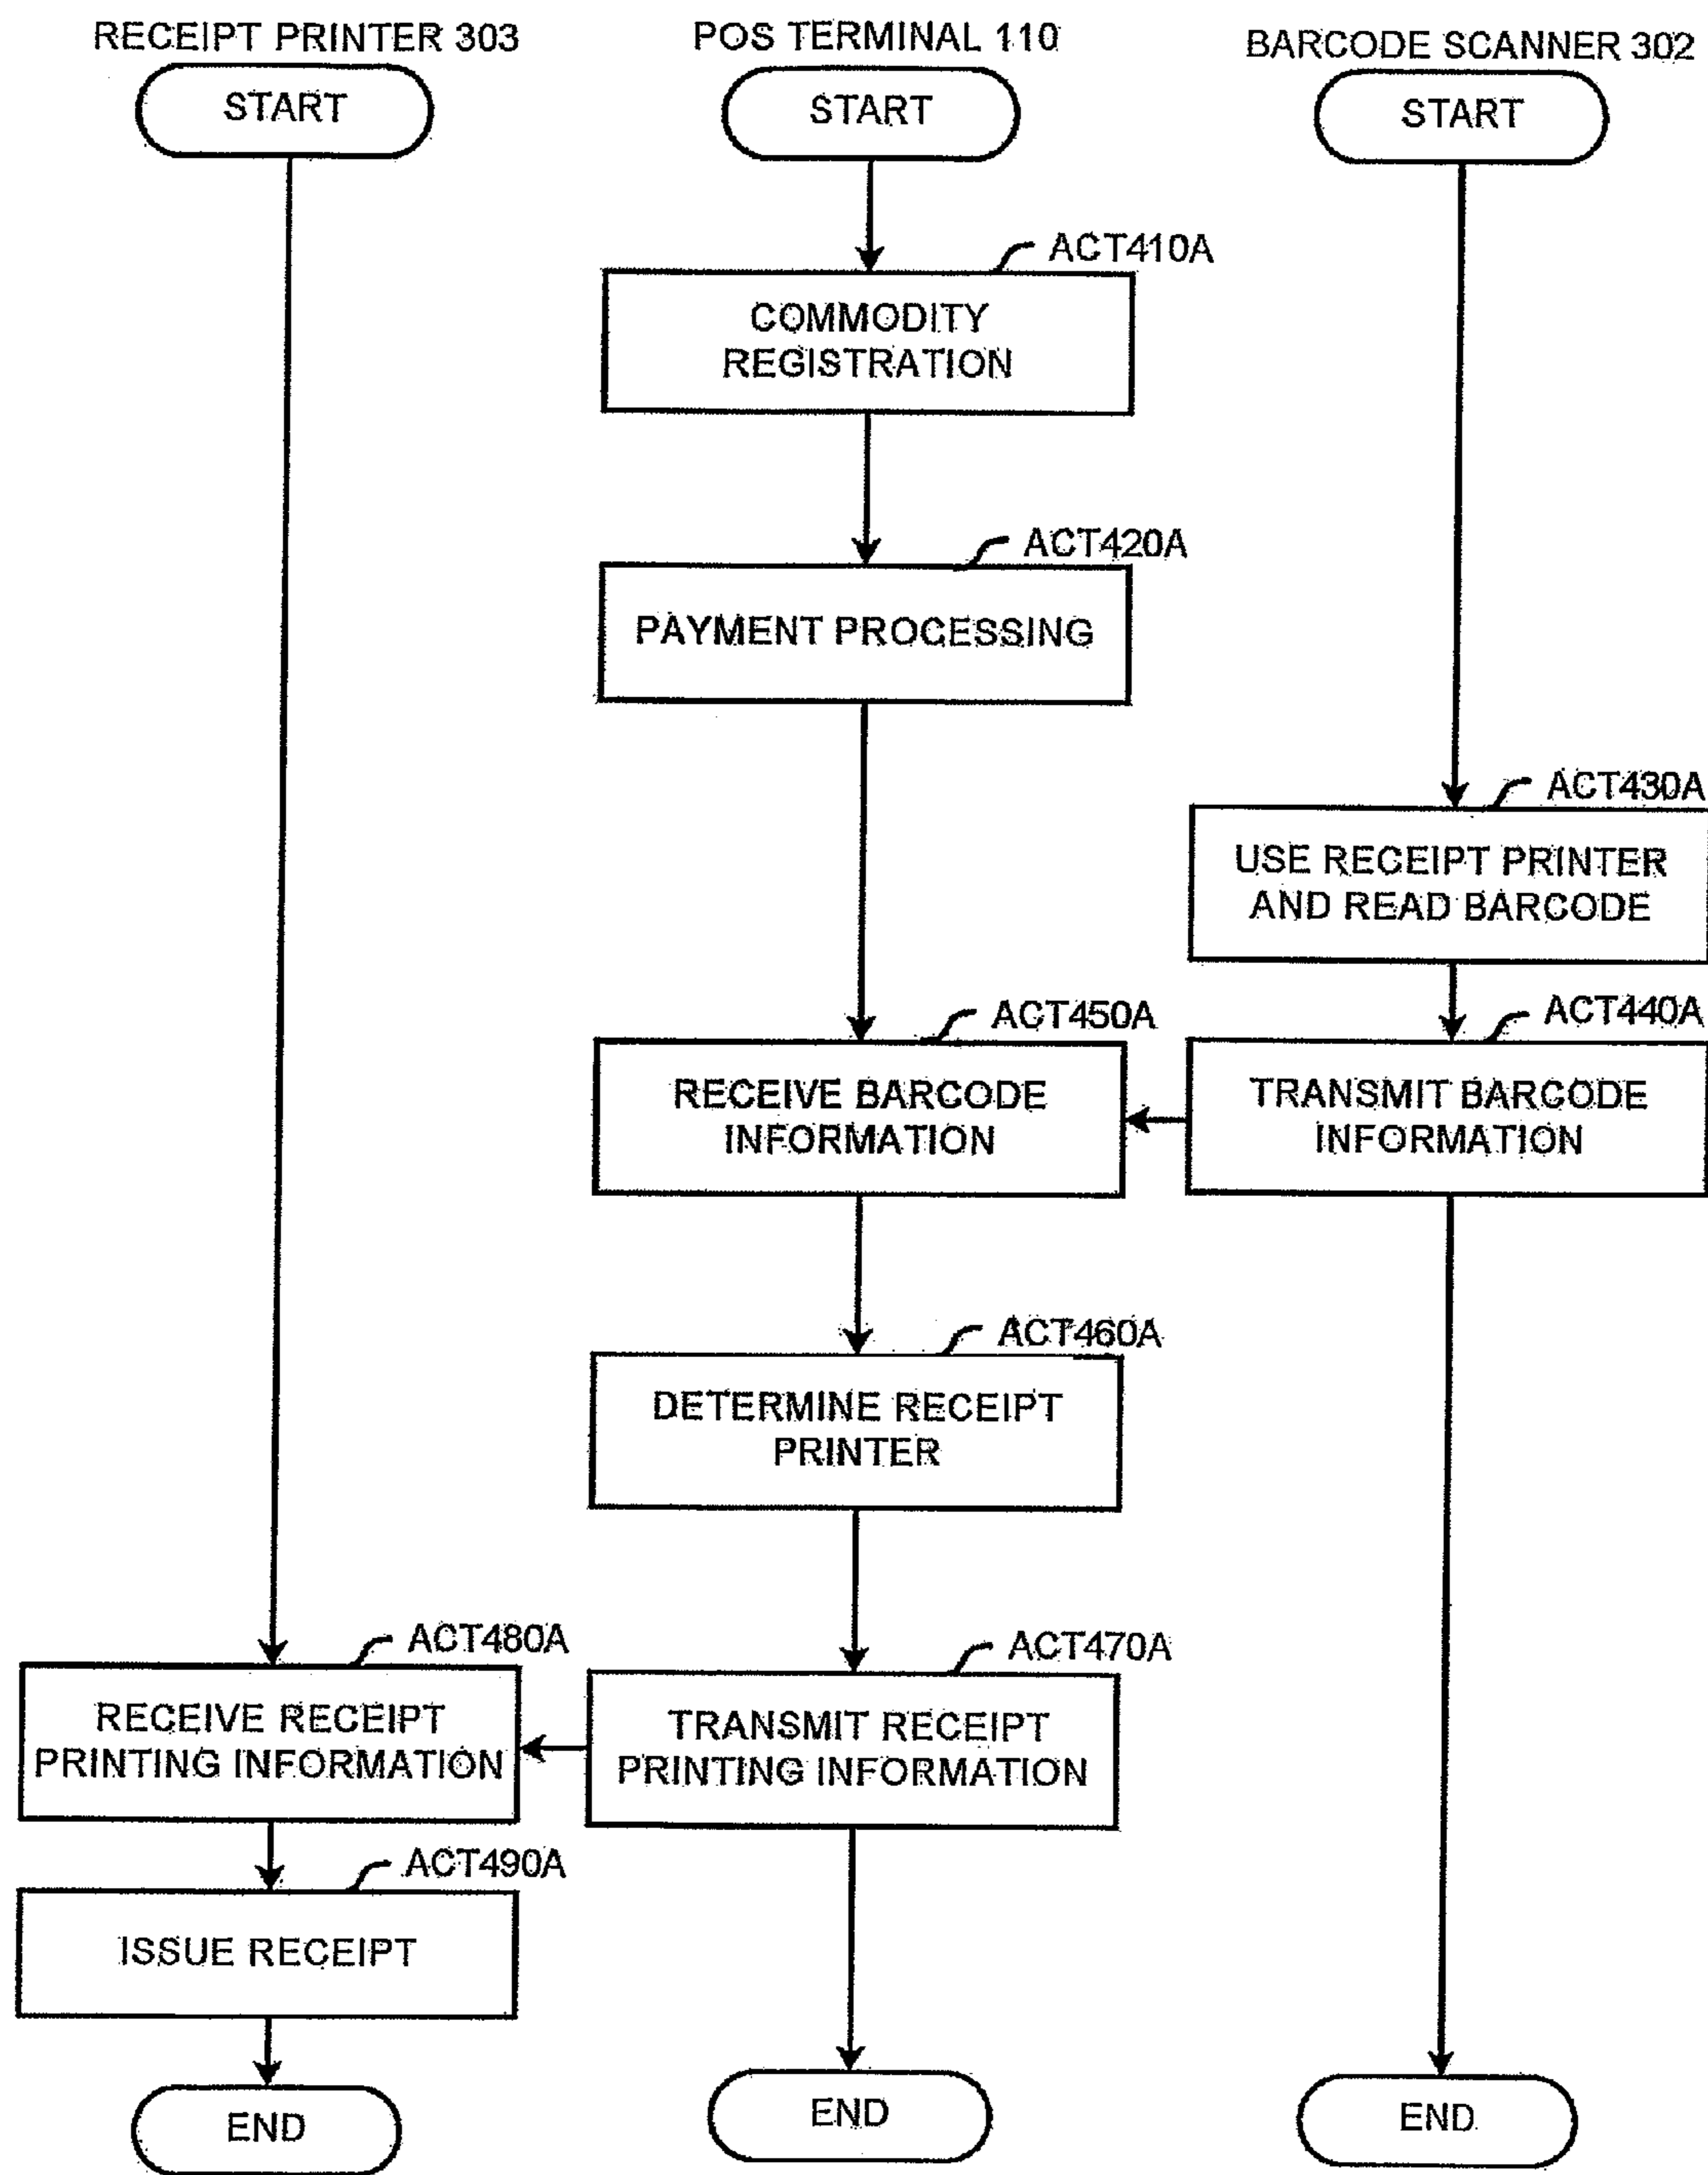 RECEIPT PRINTER 303
POS TERMINAL 110
BARCODE SCANNER 302
START
START
START
ACT410A
COMMODITY
REGISTRATION
ACT420A
PAYMENT PROCESSING
ACT430A
USE RECEIPT PRINTER
AND READ BARCODE
ACT450A
RECEIVE BARCODE
INFORMATION
ACT440A
TRANSMIT BARCODE
INFORMATION
ACT460A
DETERMINE RECEIPT
PRINTER
ACT480A
RECEIVE RECEIPT
PRINTING INFORMATION
ACT470A
TRANSMIT RECEIPT
PRINTING INFORMATION
ACT490A
ISSUE RECEIPT
END
END
END